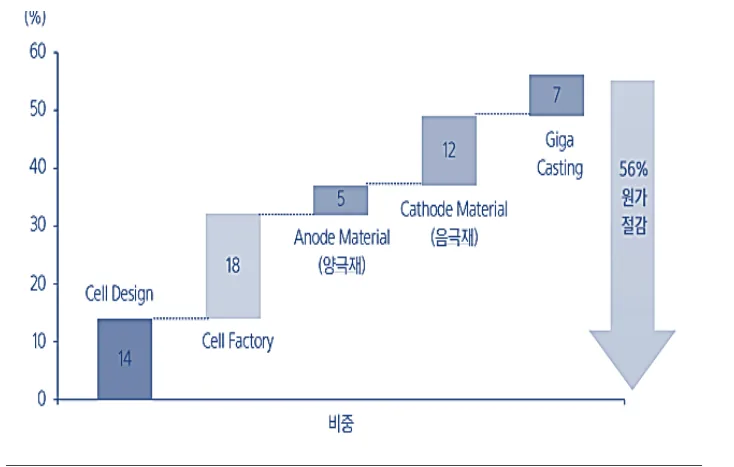 (%)
60
50
40
30
20
10
0
Cell Design
14
18
Cell Factory
5
Anode Material
(양극재)
12
Cathode Material
(음극재)
7
Giga
Casting
56%
원가
절감
비중